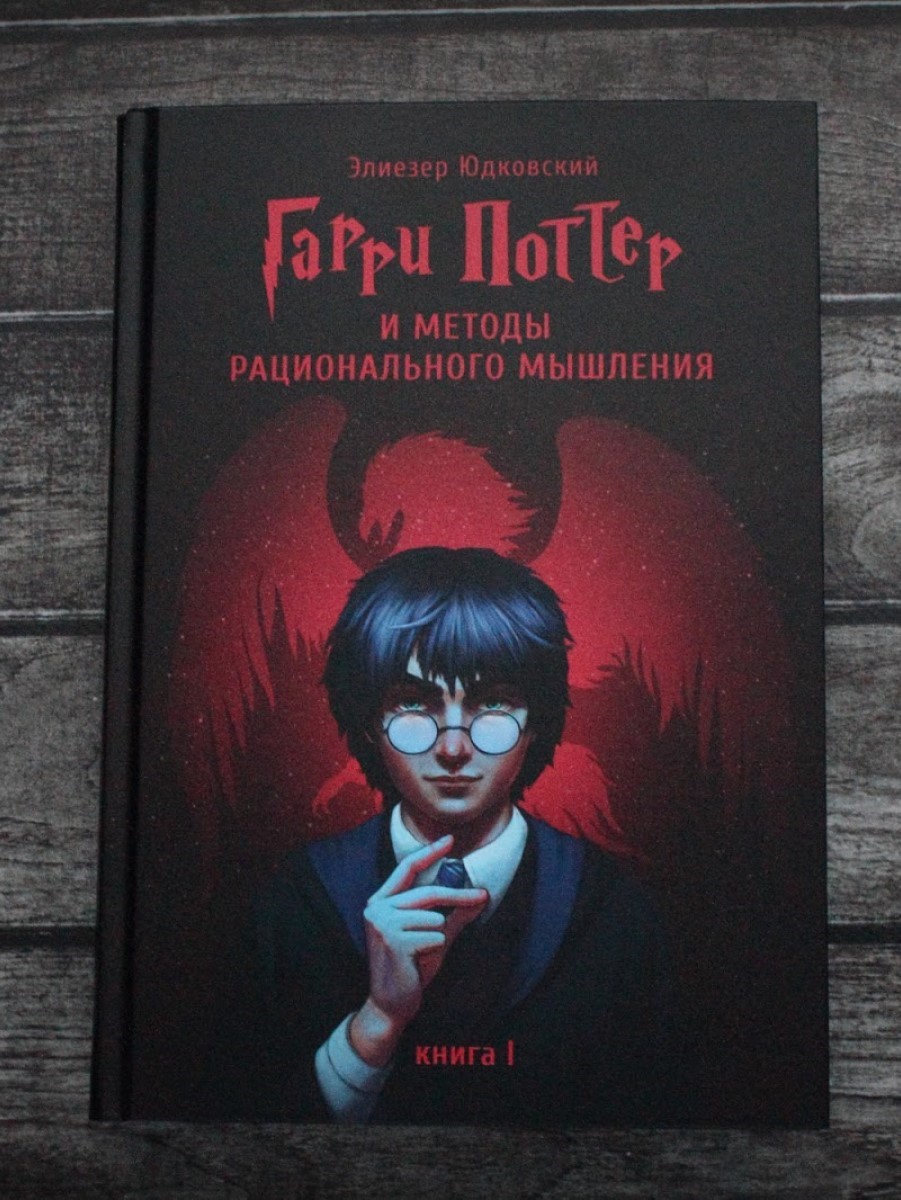 Элиезер Юдковский
Гарри Поттер
И МЕТОДЫ
РАЦИОНАЛЬНОГО МЫШЛЕНИЯ
книга I